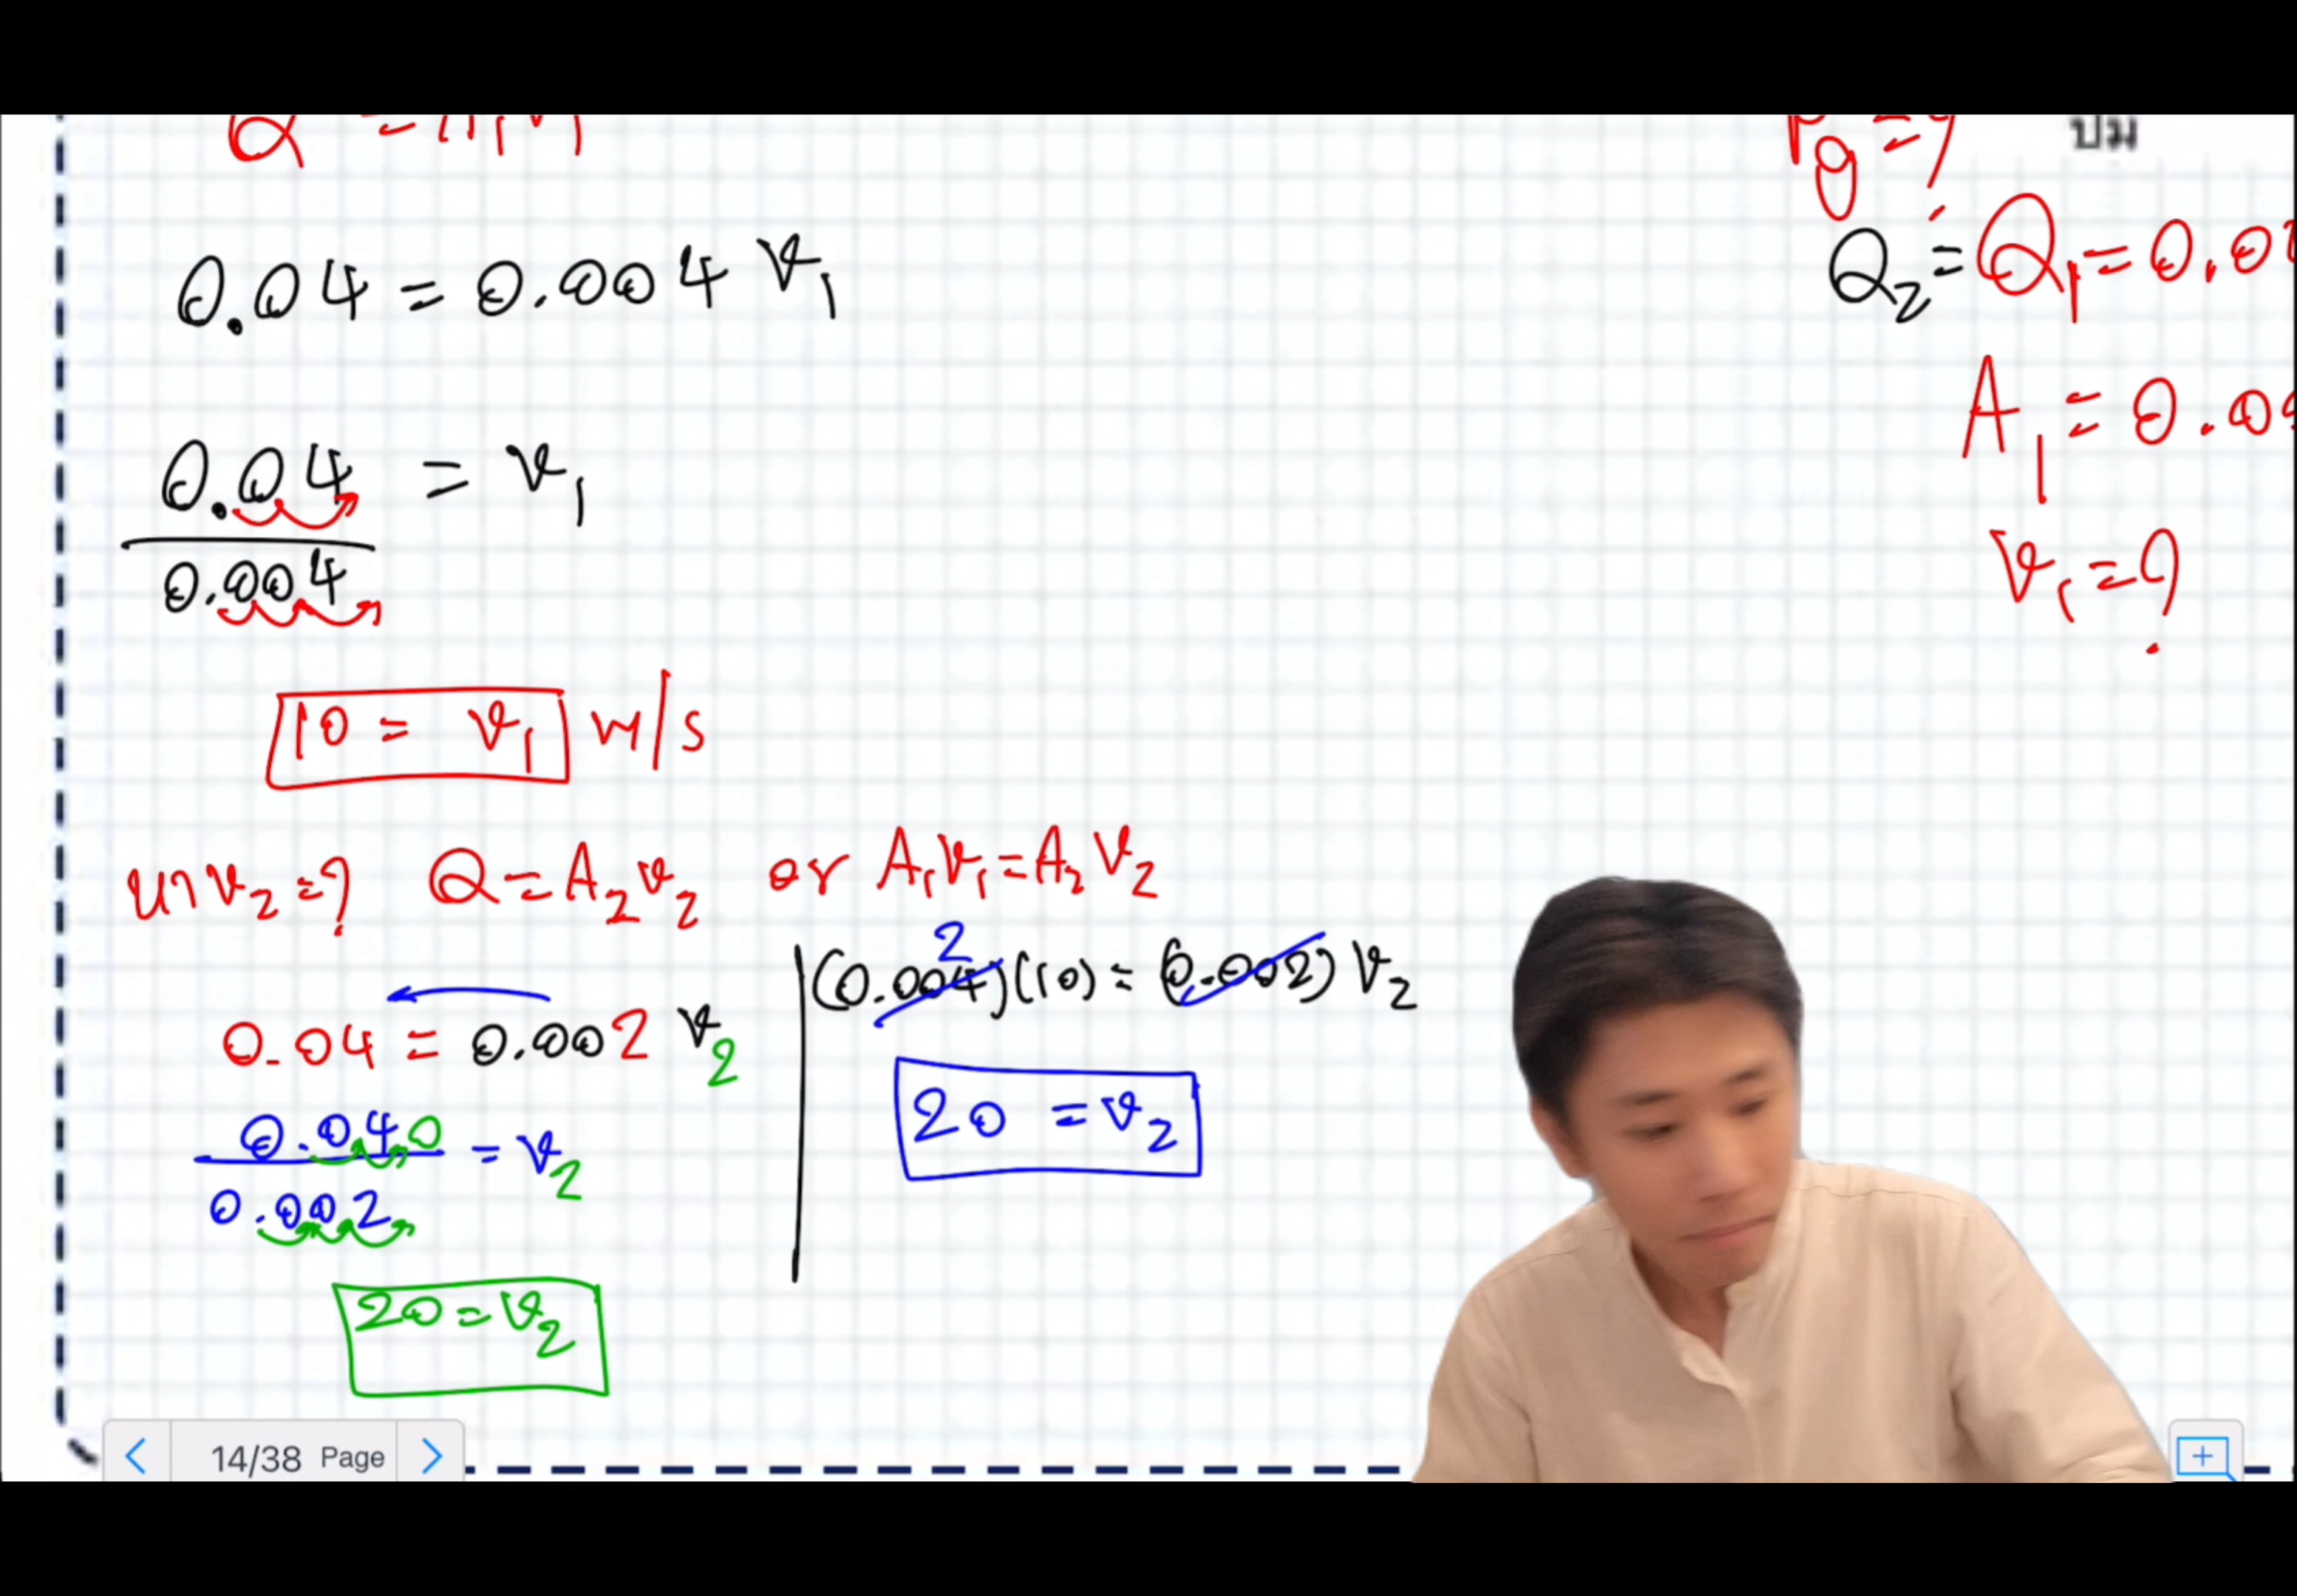 0.04 = 0.004 v₁
0.04 / 0.004 = v₁
10 = v₁ m/s
หา v₂ = ? Q = A₂v₂ or A₁v₁ = A₂v₂
0.04 = 0.002 v₂
0.040 / 0.002 = v₂
20 = v₂
2
(0.004)(10) = (0.002) v₂
20 = v₂
Pg = ?
ปั๊ม
Q₂ = Q₁ = 0.0
A₁ = 0.0
v₁ = ?
14/38 Page